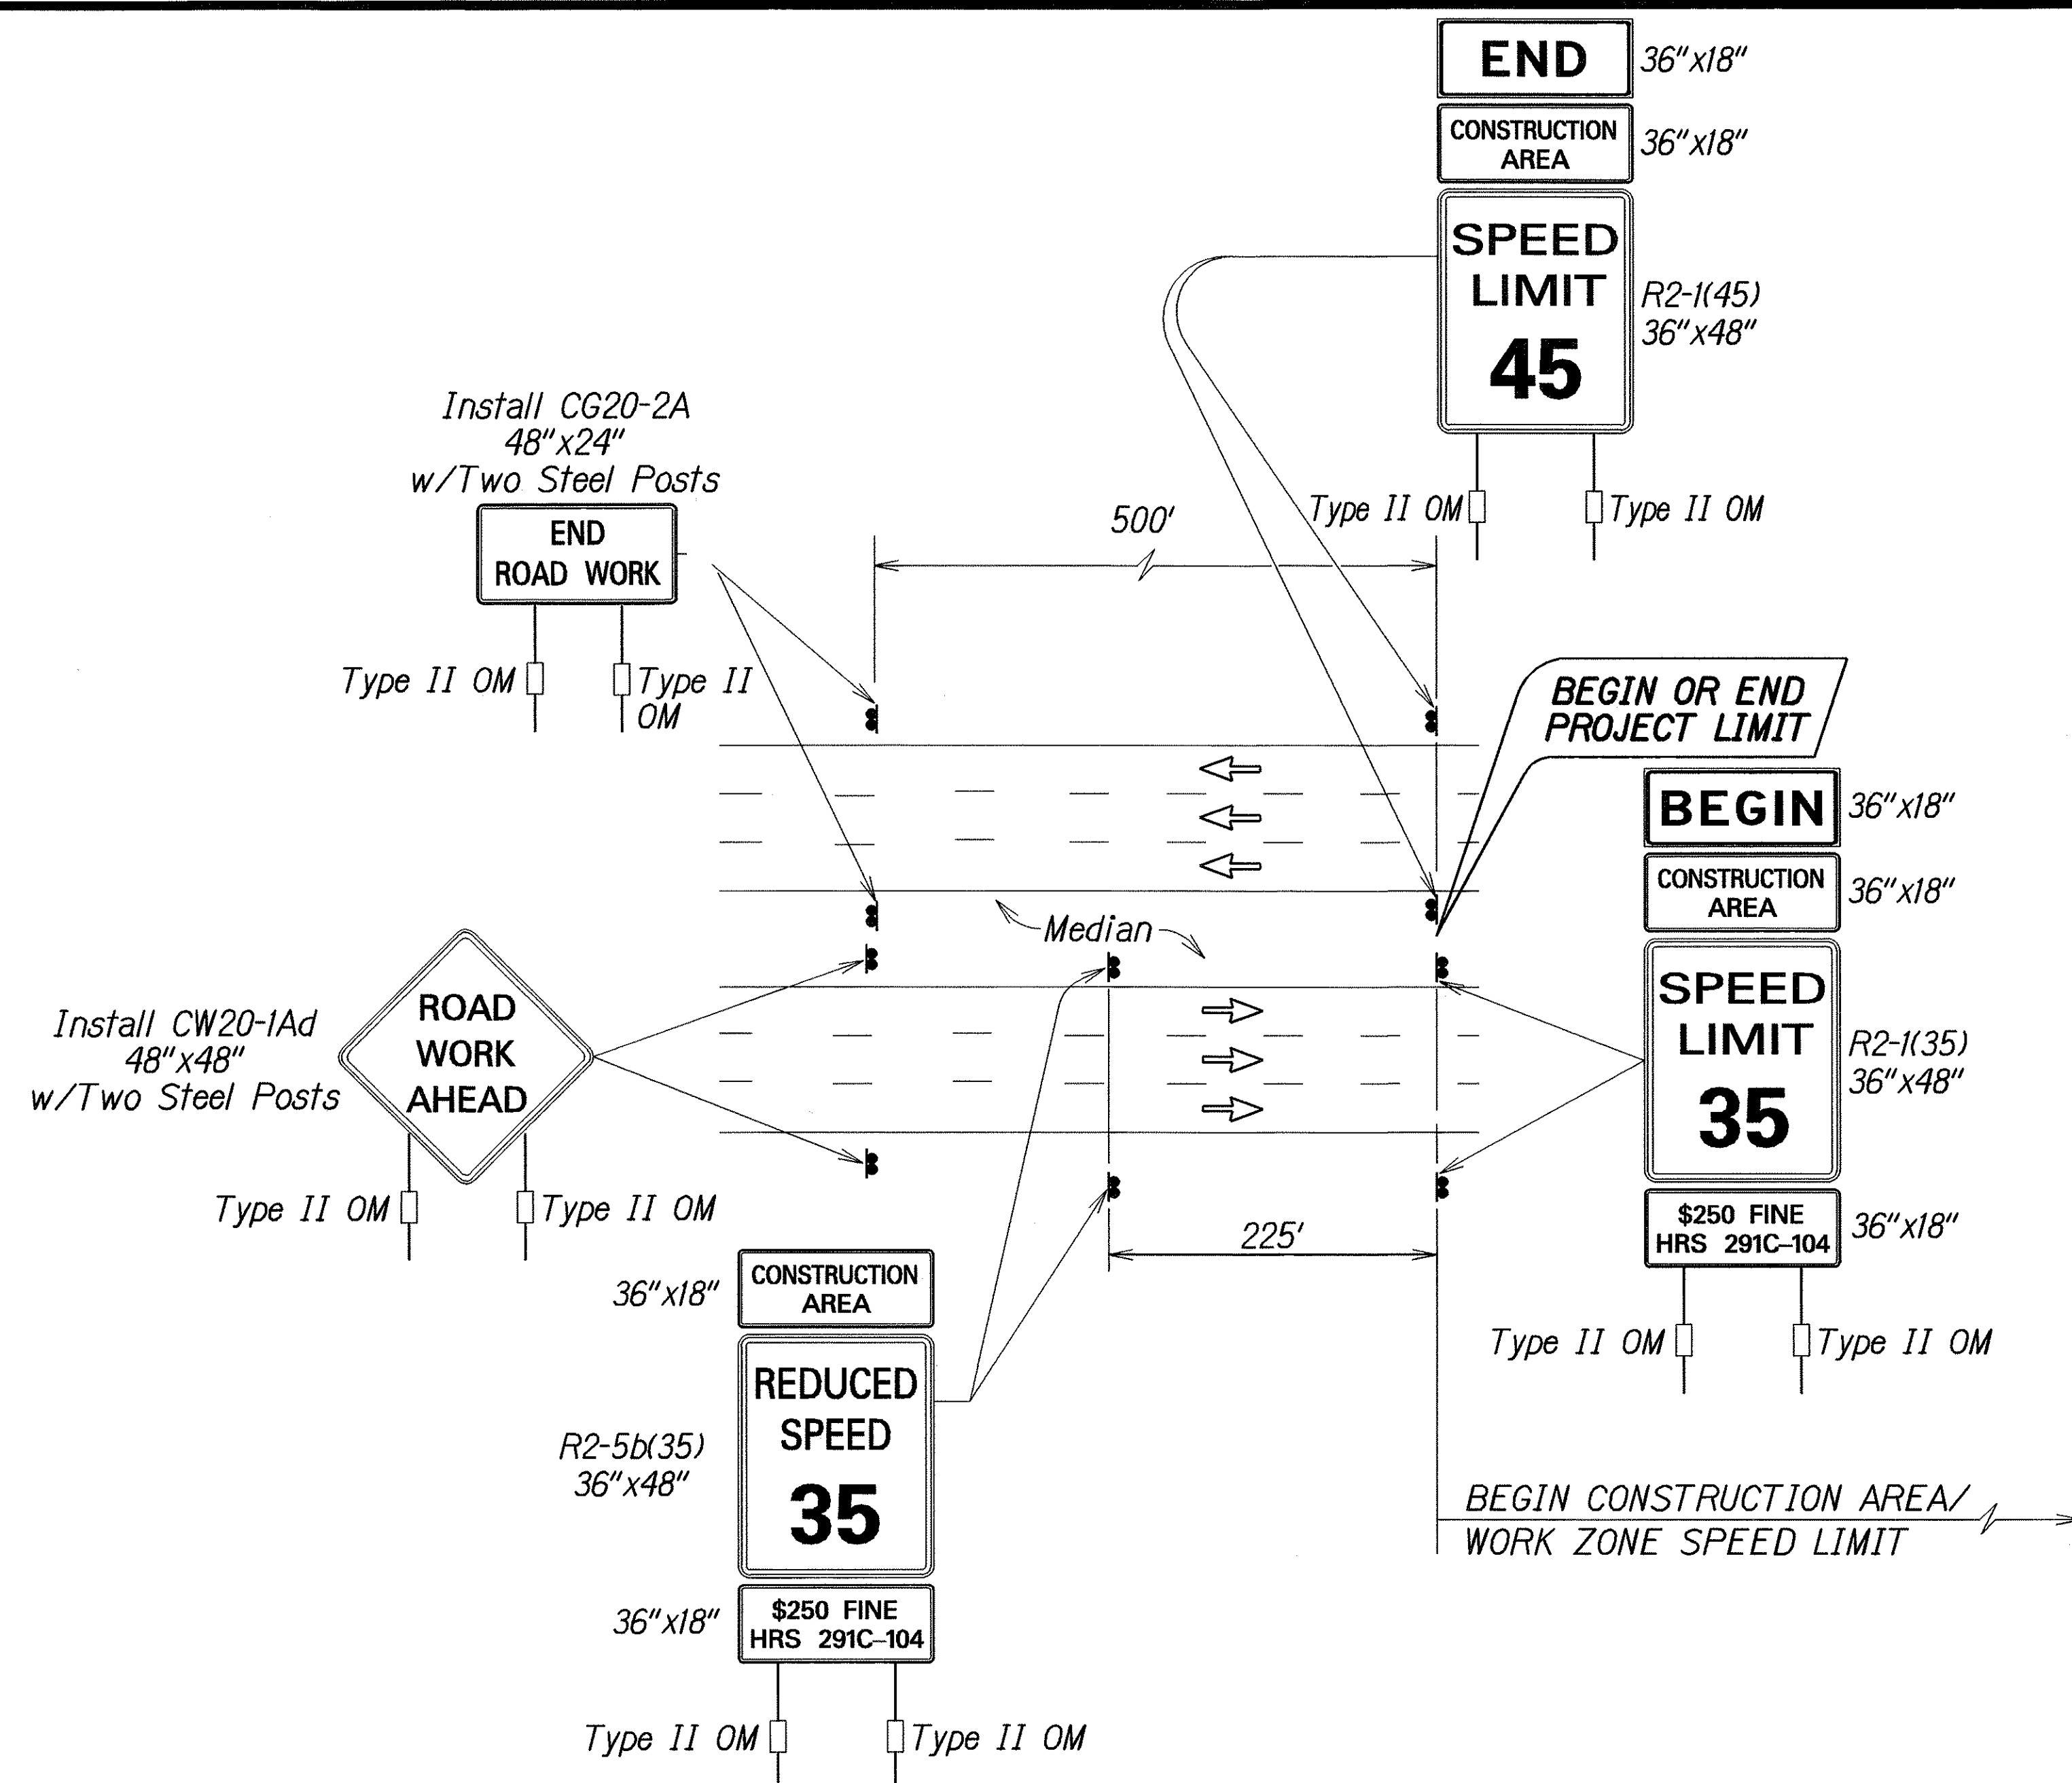 END
36"x18"
CONSTRUCTION
AREA
36"x18"
SPEED
LIMIT
45
R2-1(45)
36"x48"
Type II OM
Type II OM
Install CG20-2A
48"x24"
w/Two Steel Posts
END
ROAD WORK
Type II OM
Type II
OM
500'
BEGIN OR END
PROJECT LIMIT
BEGIN
36"x18"
CONSTRUCTION
AREA
36"x18"
SPEED
LIMIT
35
R2-1(35)
36"x48"
$250 FINE
HRS 291C-104
36"x18"
Type II OM
Type II OM
Median
Install CW20-1Ad
48"x48"
w/Two Steel Posts
ROAD
WORK
AHEAD
Type II OM
Type II OM
225'
36"x18"
CONSTRUCTION
AREA
R2-5b(35)
36"x48"
REDUCED
SPEED
35
36"x18"
$250 FINE
HRS 291C-104
Type II OM
Type II OM
BEGIN CONSTRUCTION AREA/
WORK ZONE SPEED LIMIT